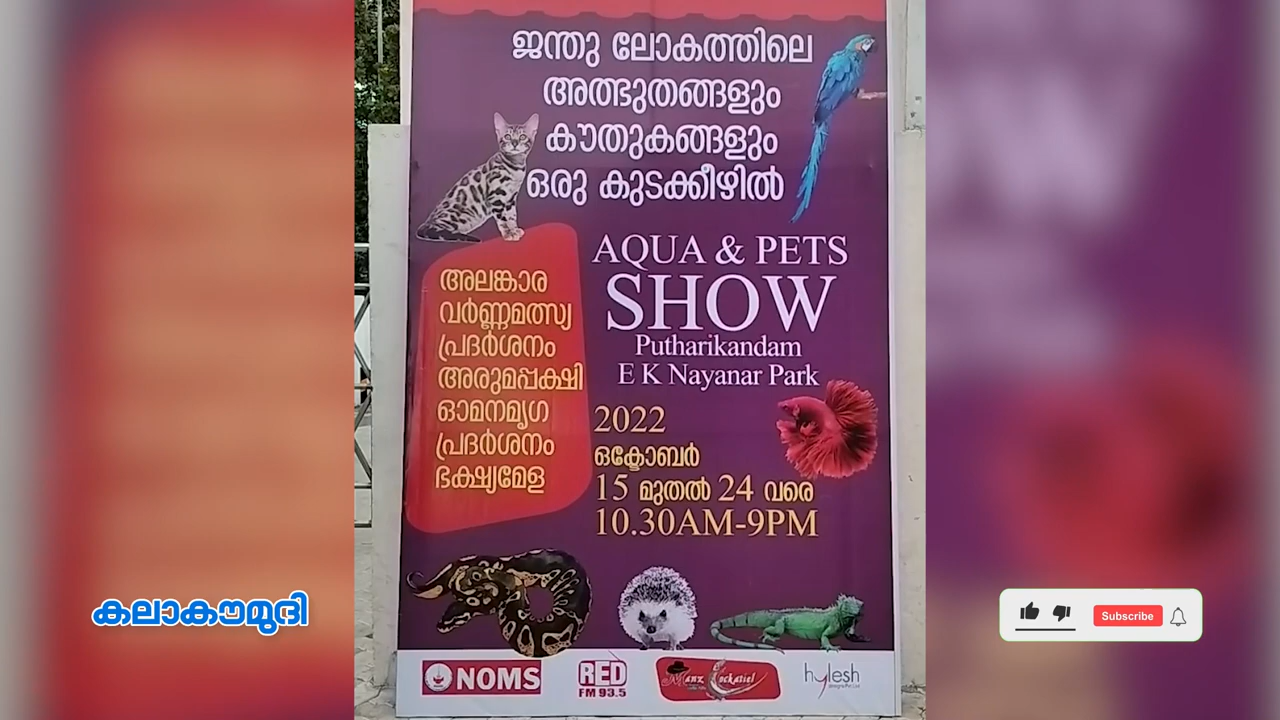 ജന്തു ലോകത്തിലെ
അത്ഭുതങ്ങളും
കൗതുകങ്ങളും
ഒരു കുടക്കീഴിൽ
AQUA & PETS
SHOW
Putharikandam
E K Nayanar Park
അലങ്കാര
വർണ്ണമത്സ്യ
പ്രദർശനം
അരുമപ്പക്ഷി
ഓമനമൃഗ
പ്രദർശനം
ഭക്ഷ്യമേള
2022
ഒക്ടോബർ
15 മുതൽ 24 വരെ
10.30AM-9PM
കലാകൗമുദി
Subscribe
NOMS
RED
FM 93.5
Manz Cockatiel
hylesh